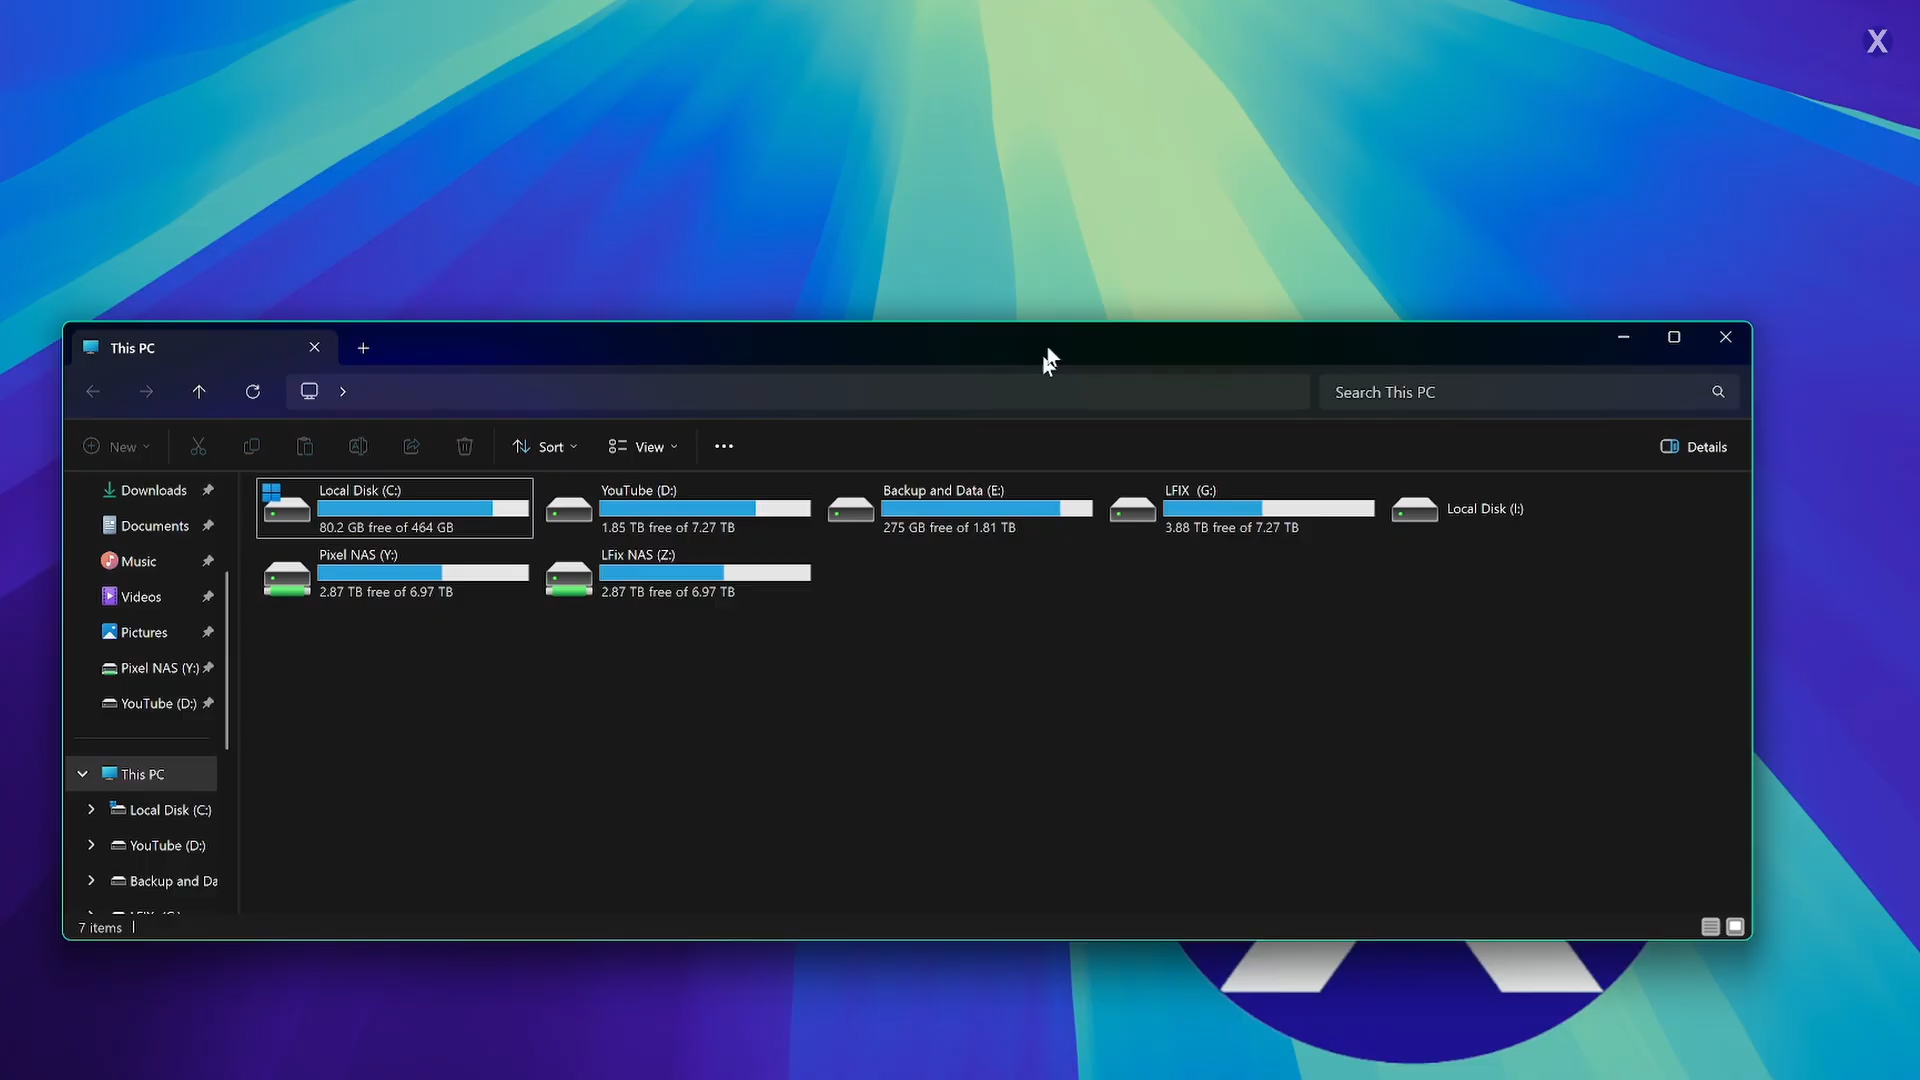 X
This PC
Search This PC
New
Sort
View
Details
Downloads
Documents
Music
Videos
Pictures
Pixel NAS (Y:)
YouTube (D:)
This PC
Local Disk (C:)
YouTube (D:)
Backup and Da
Local Disk (C:)
80.2 GB free of 464 GB
YouTube (D:)
1.85 TB free of 7.27 TB
Backup and Data (E:)
275 GB free of 1.81 TB
LFIX (G:)
3.88 TB free of 7.27 TB
Local Disk (I:)
Pixel NAS (Y:)
2.87 TB free of 6.97 TB
LFix NAS (Z:)
2.87 TB free of 6.97 TB
7 items